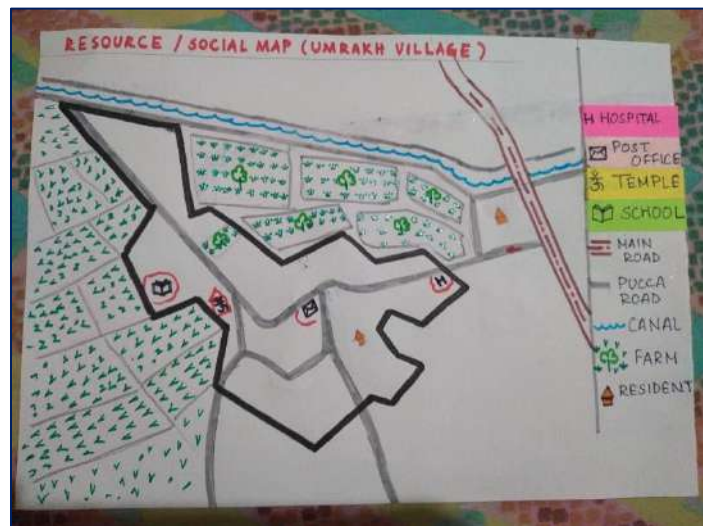 RESOURCE / SOCIAL MAP (UMRAKH VILLAGE)
H HOSPITAL
POST
OFFICE
TEMPLE
SCHOOL
MAIN
ROAD
PUCCA
ROAD
CANAL
FARM
RESIDENT
H